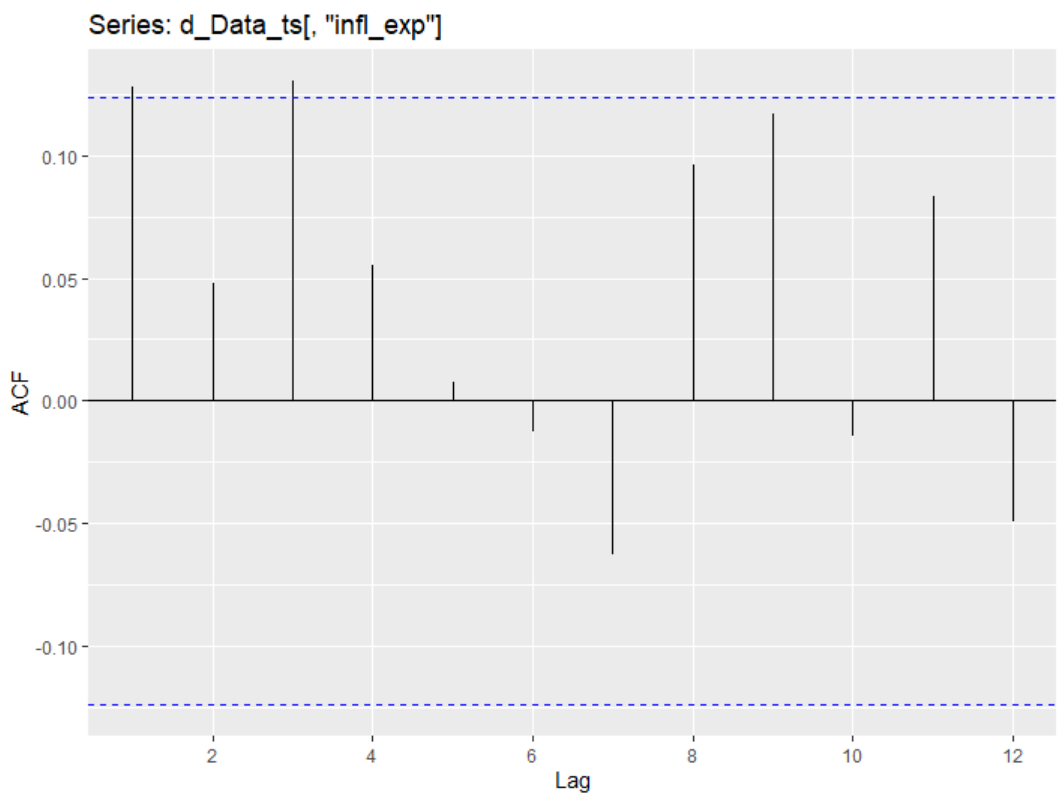 Series: d_Data_ts[, "infl_exp"]
0.10
0.05
0.00
-0.05
-0.10
ACF
2 4 6 8 10 12
Lag